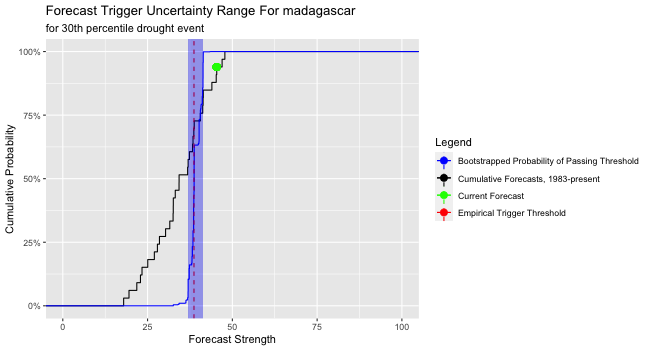 Forecast Trigger Uncertainty Range For madagascar
for 30th percentile drought event
100%
75%
50%
25%
0%
Cumulative Probability
0
25
50
75
100
Forecast Strength
Legend
Bootstrapped Probability of Passing Threshold
Cumulative Forecasts, 1983-present
Current Forecast
Empirical Trigger Threshold